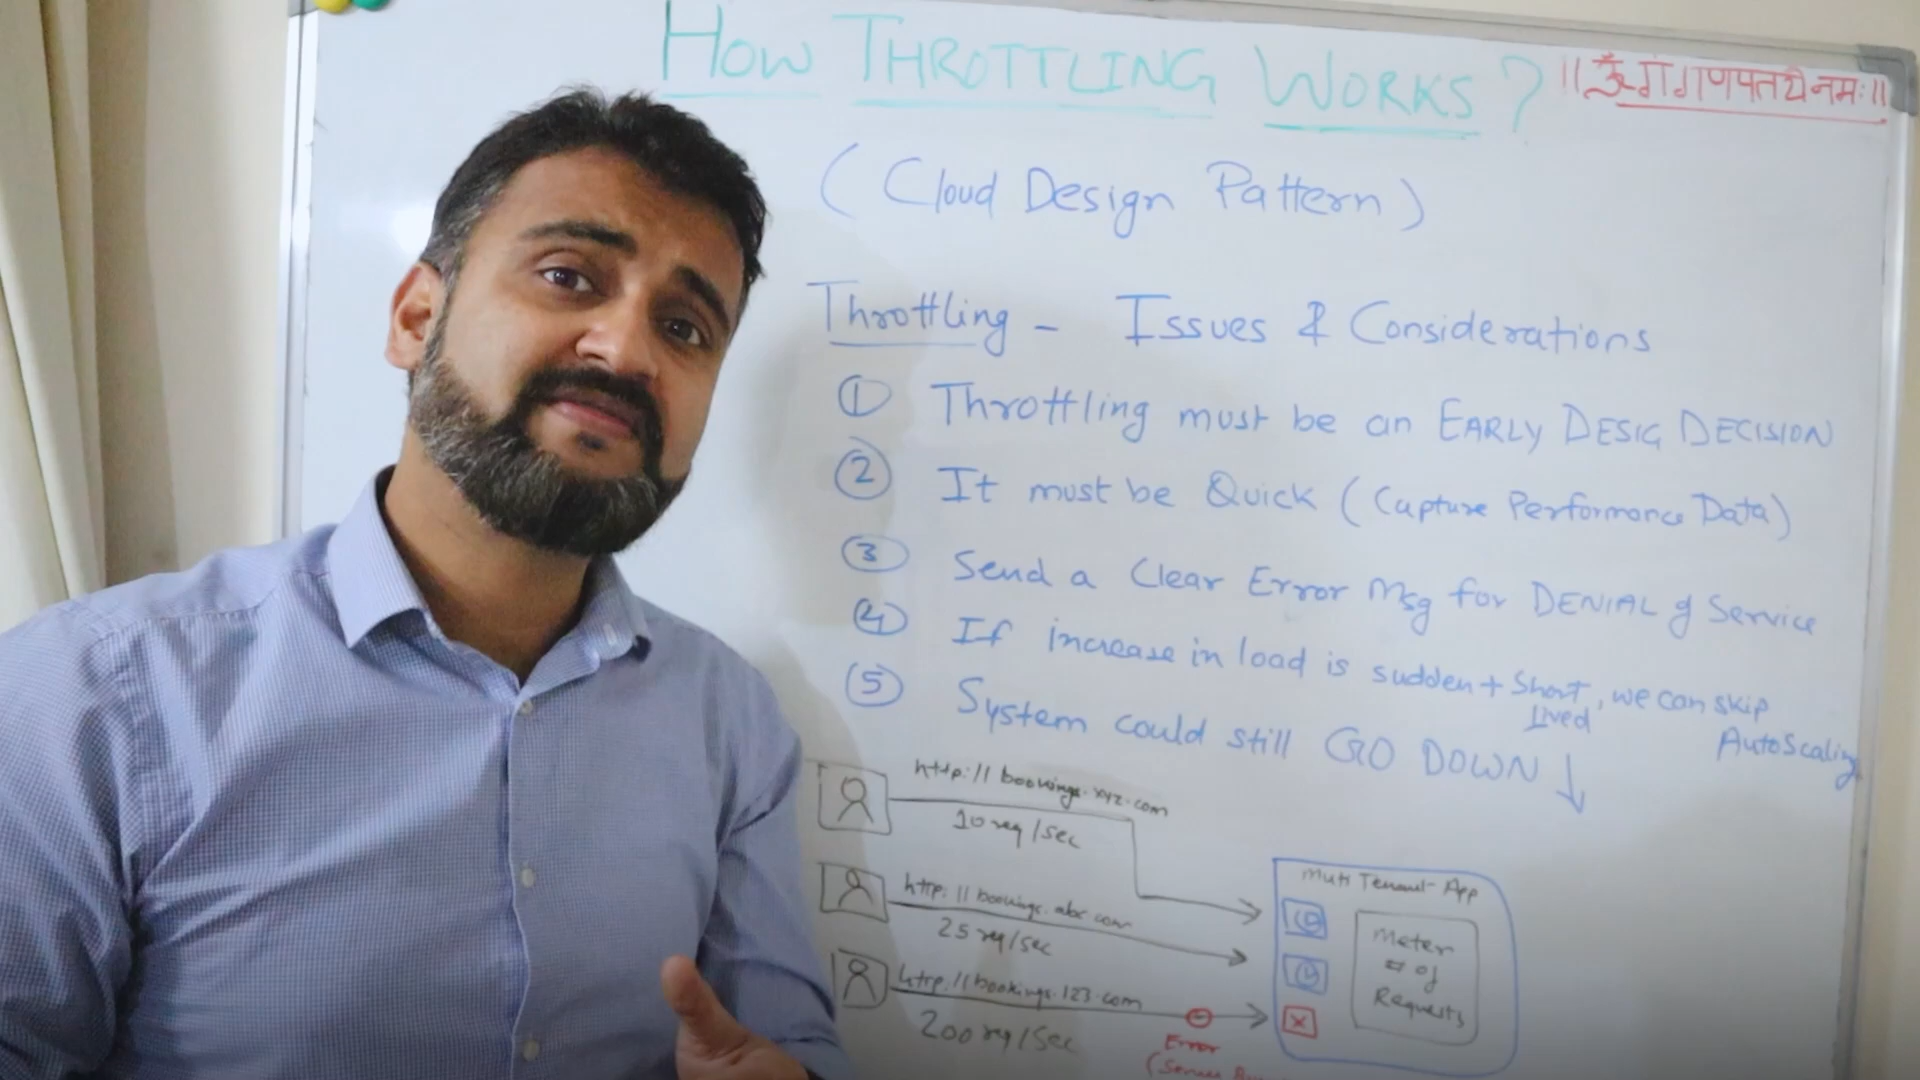 HOW THROTTLING WORKS ?
॥ ॐ गं गणपतये नमः ॥
( Cloud Design Pattern )
Throttling - Issues & Considerations
① Throttling must be an EARLY DESIG DECISION
② It must be Quick ( Capture Performance Data )
③ Send a Clear Error Msg for DENIAL of Service
④ If increase in load is sudden + Short Lived, we can skip AutoScaling
⑤ System could still GO DOWN ↓
http://bookings.xyz.com
10 req/sec
http://bookings.abc.com
25 req/sec
http://bookings.123.com
200 req/sec
Error
Multi Tenant App
Meter
# of
Requests